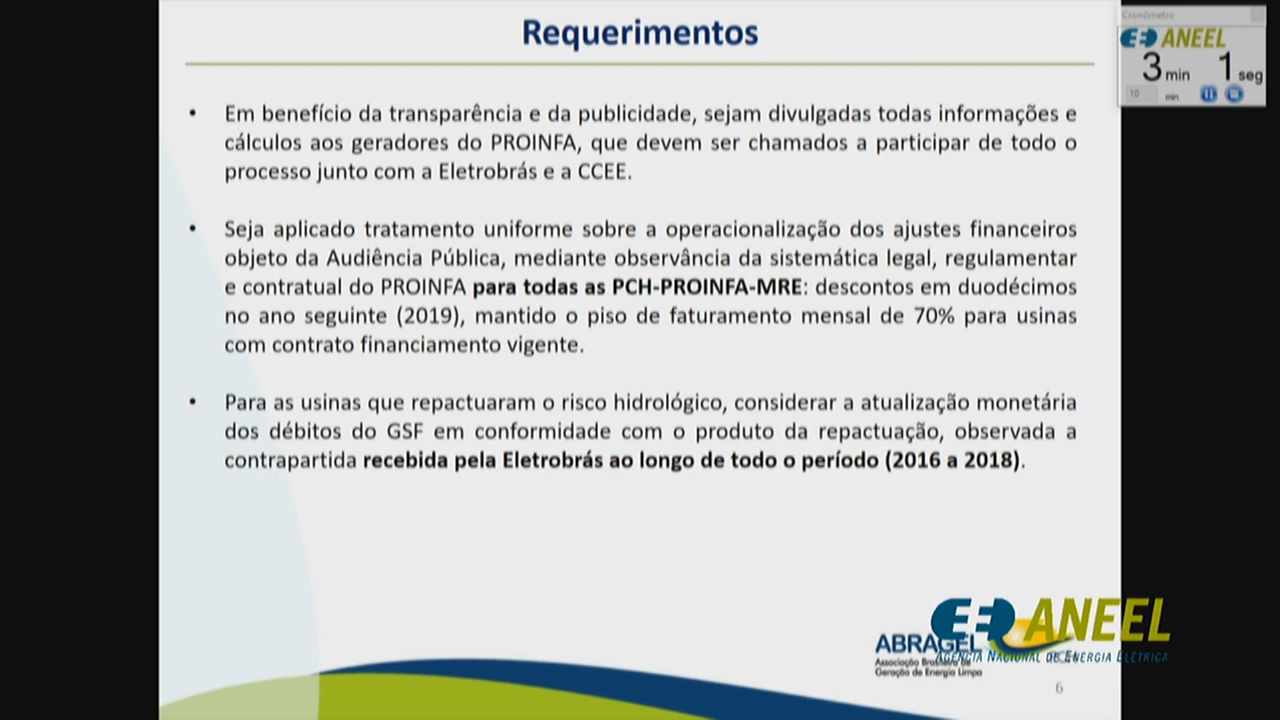 Requerimentos
Cronômetro
ANEEL
3 min 1 seg
10 min
• Em benefício da transparência e da publicidade, sejam divulgadas todas informações e
cálculos aos geradores do PROINFA, que devem ser chamados a participar de todo o
processo junto com a Eletrobrás e a CCEE.
• Seja aplicado tratamento uniforme sobre a operacionalização dos ajustes financeiros
objeto da Audiência Pública, mediante observância da sistemática legal, regulamentar
e contratual do PROINFA para todas as PCH-PROINFA-MRE: descontos em duodécimos
no ano seguinte (2019), mantido o piso de faturamento mensal de 70% para usinas
com contrato financiamento vigente.
• Para as usinas que repactuaram o risco hidrológico, considerar a atualização monetária
dos débitos do GSF em conformidade com o produto da repactuação, observada a
contrapartida recebida pela Eletrobrás ao longo de todo o período (2016 a 2018).
ANEEL
AGÊNCIA NACIONAL DE ENERGIA ELÉTRICA
ABRAGEL
Associação Brasileira de
Geração de Energia Limpa
6